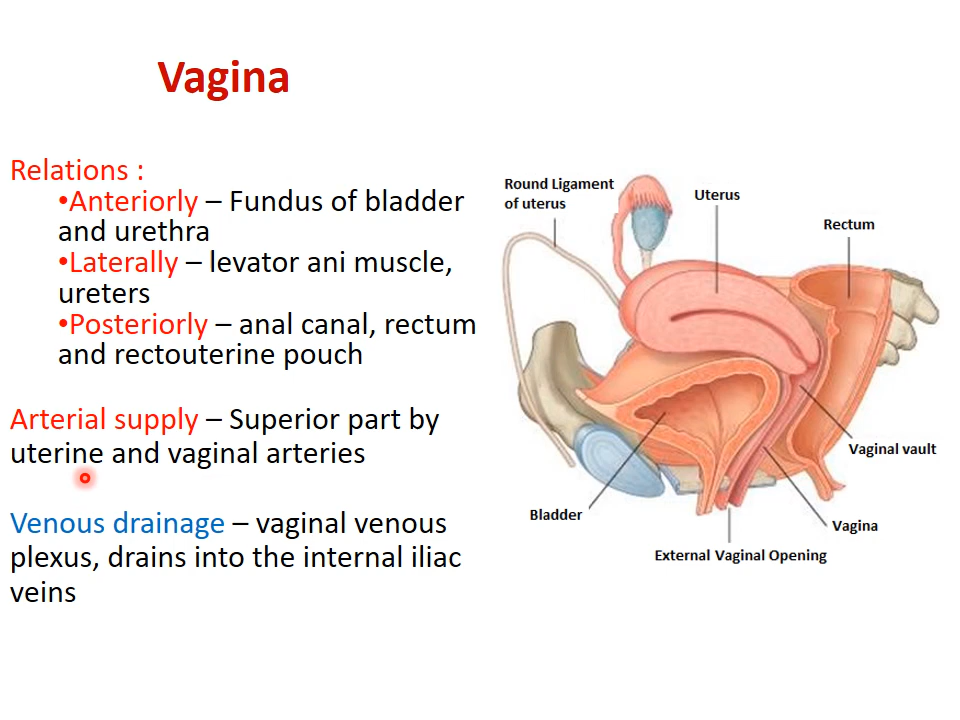 Vagina
Relations :
•Anteriorly – Fundus of bladder
and urethra
•Laterally – levator ani muscle,
ureters
•Posteriorly – anal canal, rectum
and rectouterine pouch
Arterial supply – Superior part by
uterine and vaginal arteries
Venous drainage – vaginal venous
plexus, drains into the internal iliac
veins
Round Ligament
of uterus
Uterus
Rectum
Vaginal vault
Bladder
Vagina
External Vaginal Opening